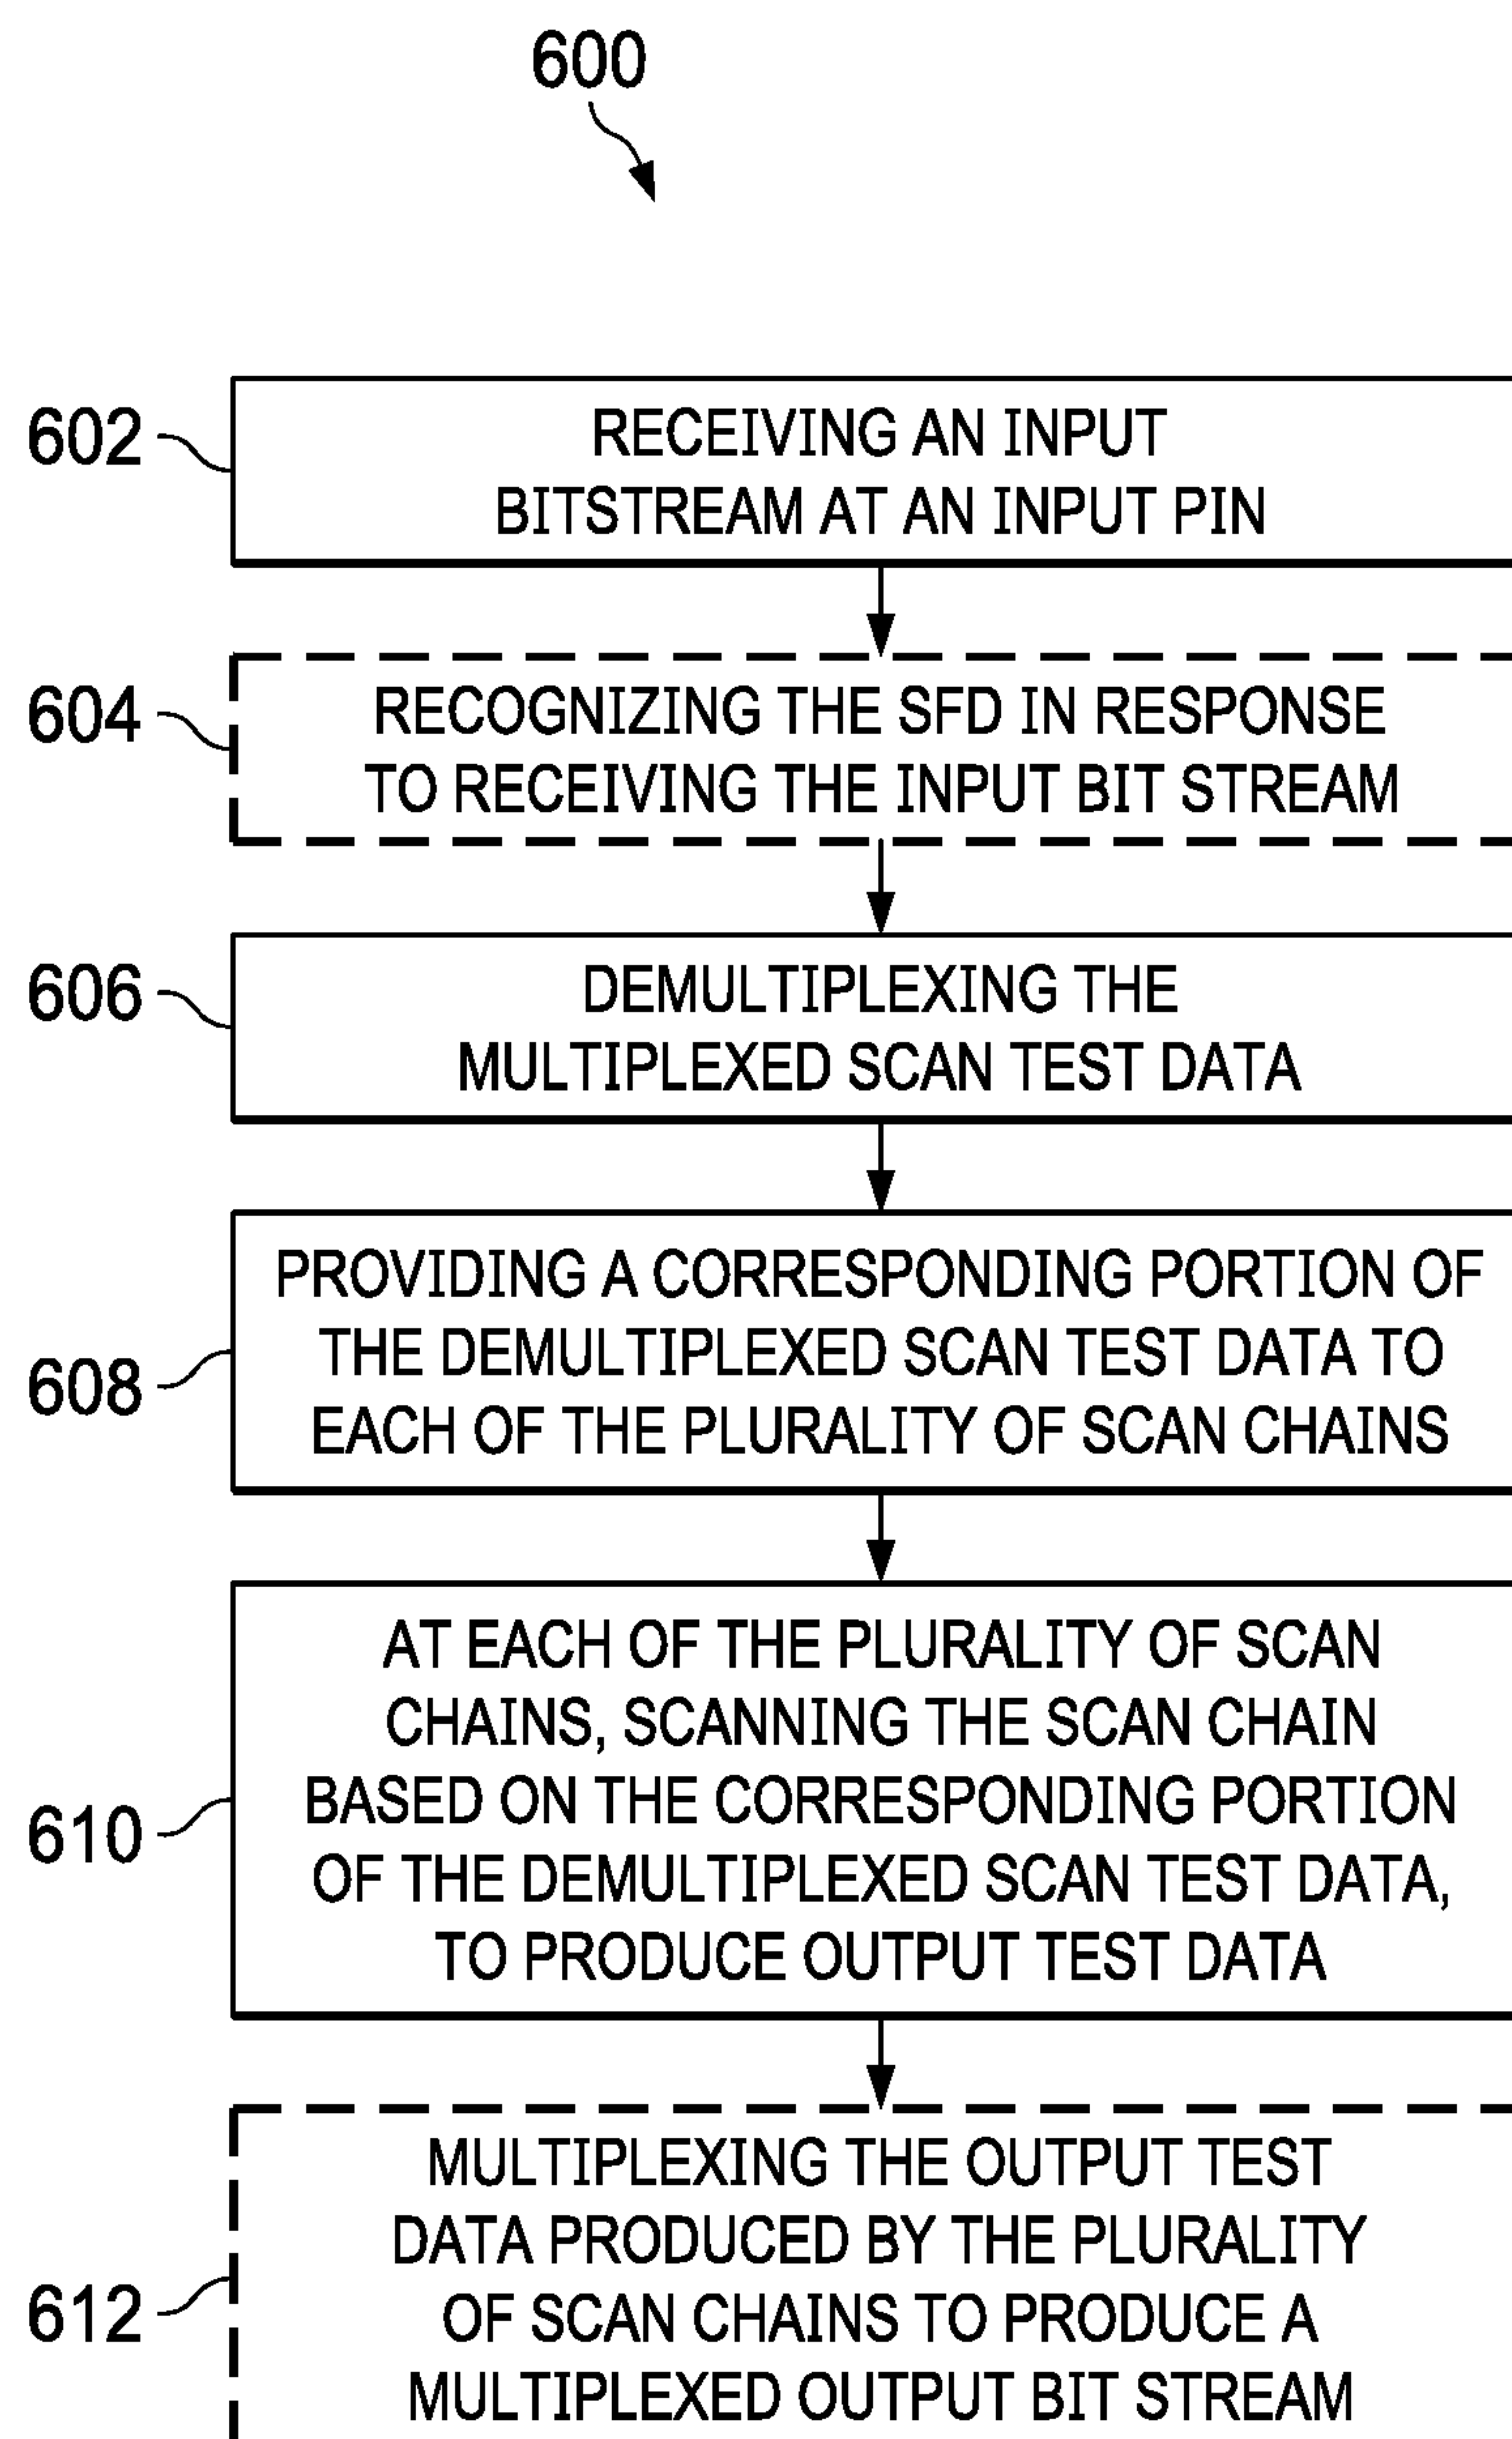 600
602
RECEIVING AN INPUT
BITSTREAM AT AN INPUT PIN
604
RECOGNIZING THE SFD IN RESPONSE
TO RECEIVING THE INPUT BIT STREAM
606
DEMULTIPLEXING THE
MULTIPLEXED SCAN TEST DATA
608
PROVIDING A CORRESPONDING PORTION OF
THE DEMULTIPLEXED SCAN TEST DATA TO
EACH OF THE PLURALITY OF SCAN CHAINS
610
AT EACH OF THE PLURALITY OF SCAN
CHAINS, SCANNING THE SCAN CHAIN
BASED ON THE CORRESPONDING PORTION
OF THE DEMULTIPLEXED SCAN TEST DATA,
TO PRODUCE OUTPUT TEST DATA
612
MULTIPLEXING THE OUTPUT TEST
DATA PRODUCED BY THE PLURALITY
OF SCAN CHAINS TO PRODUCE A
MULTIPLEXED OUTPUT BIT STREAM